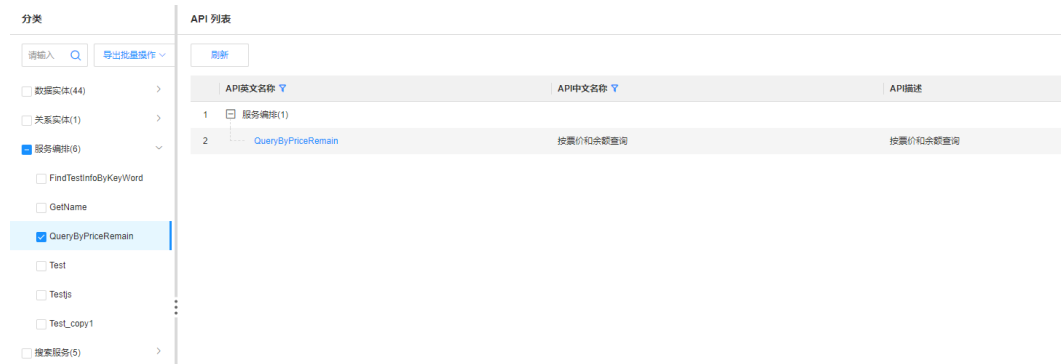 分类
请输入
导出批量操作
数据实体(44)
关系实体(1)
服务编排(6)
FindTestInfoByKeyWord
GetName
QueryByPriceRemain
Test
Testjs
Test_copy1
搜索服务(5)
API 列表
刷新
API英文名称 API中文名称 API描述
1 服务编排(1)
2 QueryByPriceRemain 按票价和余额查询 按票价和余额查询